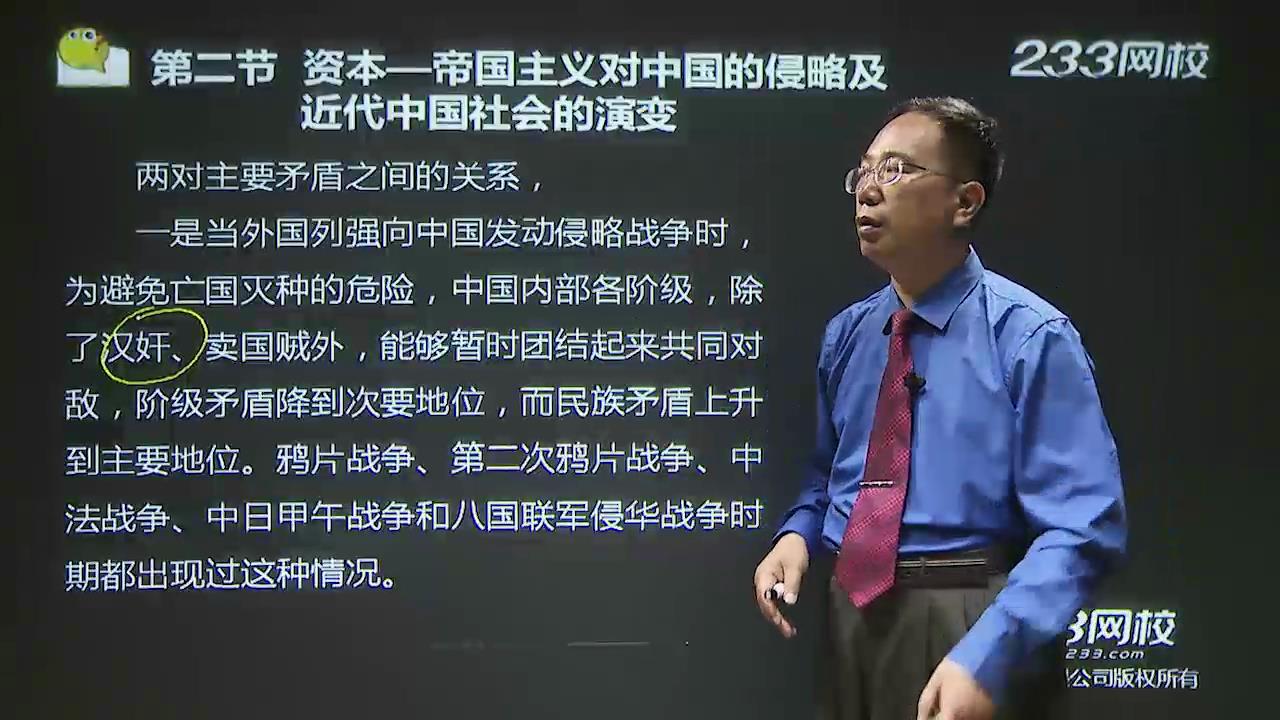 第二节 资本—帝国主义对中国的侵略及
近代中国社会的演变
233网校
两对主要矛盾之间的关系，
一是当外国列强向中国发动侵略战争时，
为避免亡国灭种的危险，中国内部各阶级，除
了汉奸、卖国贼外，能够暂时团结起来共同对
敌，阶级矛盾降到次要地位，而民族矛盾上升
到主要地位。鸦片战争、第二次鸦片战争、中
法战争、中日甲午战争和八国联军侵华战争时
期都出现过这种情况。
3网校
233.com
公司版权所有